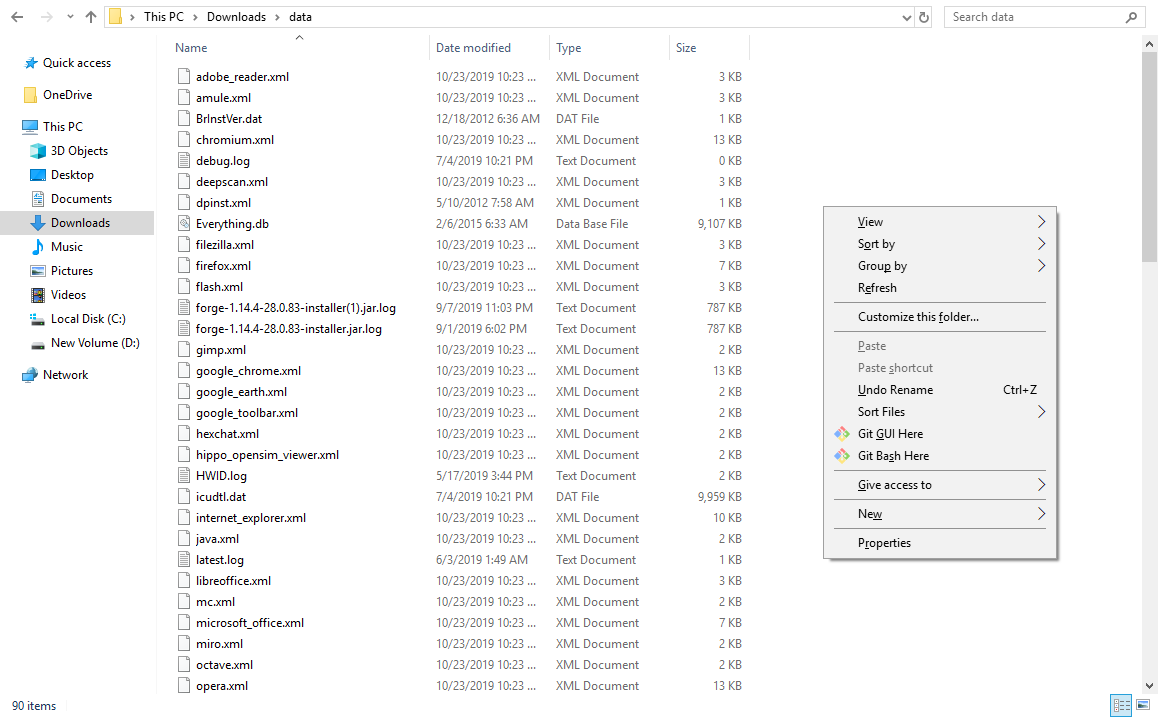 This PC > Downloads > data
Search data
Quick access
OneDrive
This PC
3D Objects
Desktop
Documents
Downloads
Music
Pictures
Videos
Local Disk (C:)
New Volume (D:)
Network
Name Date modified Type Size
adobe_reader.xml 10/23/2019 10:23 ... XML Document 3 KB
amule.xml 10/23/2019 10:23 ... XML Document 3 KB
BrInstVer.dat 12/18/2012 6:36 AM DAT File 1 KB
chromium.xml 10/23/2019 10:23 ... XML Document 13 KB
debug.log 7/4/2019 10:21 PM Text Document 0 KB
deepscan.xml 10/23/2019 10:23 ... XML Document 3 KB
dpinst.xml 5/10/2012 7:58 AM XML Document 1 KB
Everything.db 2/6/2015 6:33 AM Data Base File 9,107 KB
filezilla.xml 10/23/2019 10:23 ... XML Document 3 KB
firefox.xml 10/23/2019 10:23 ... XML Document 7 KB
flash.xml 10/23/2019 10:23 ... XML Document 3 KB
forge-1.14.4-28.0.83-installer(1).jar.log 9/7/2019 11:03 PM Text Document 787 KB
forge-1.14.4-28.0.83-installer.jar.log 9/1/2019 6:02 PM Text Document 787 KB
gimp.xml 10/23/2019 10:23 ... XML Document 2 KB
google_chrome.xml 10/23/2019 10:23 ... XML Document 13 KB
google_earth.xml 10/23/2019 10:23 ... XML Document 2 KB
google_toolbar.xml 10/23/2019 10:23 ... XML Document 2 KB
hexchat.xml 10/23/2019 10:23 ... XML Document 2 KB
hippo_opensim_viewer.xml 10/23/2019 10:23 ... XML Document 2 KB
HWID.log 5/17/2019 3:44 PM Text Document 2 KB
icudtl.dat 7/4/2019 10:21 PM DAT File 9,959 KB
internet_explorer.xml 10/23/2019 10:23 ... XML Document 10 KB
java.xml 10/23/2019 10:23 ... XML Document 2 KB
latest.log 6/3/2019 1:49 AM Text Document 1 KB
libreoffice.xml 10/23/2019 10:23 ... XML Document 3 KB
mc.xml 10/23/2019 10:23 ... XML Document 2 KB
microsoft_office.xml 10/23/2019 10:23 ... XML Document 7 KB
miro.xml 10/23/2019 10:23 ... XML Document 2 KB
octave.xml 10/23/2019 10:23 ... XML Document 2 KB
opera.xml 10/23/2019 10:23 ... XML Document 13 KB
View
Sort by
Group by
Refresh
Customize this folder...
Paste
Paste shortcut
Undo Rename Ctrl+Z
Sort Files
Git GUI Here
Git Bash Here
Give access to
New
Properties
90 items